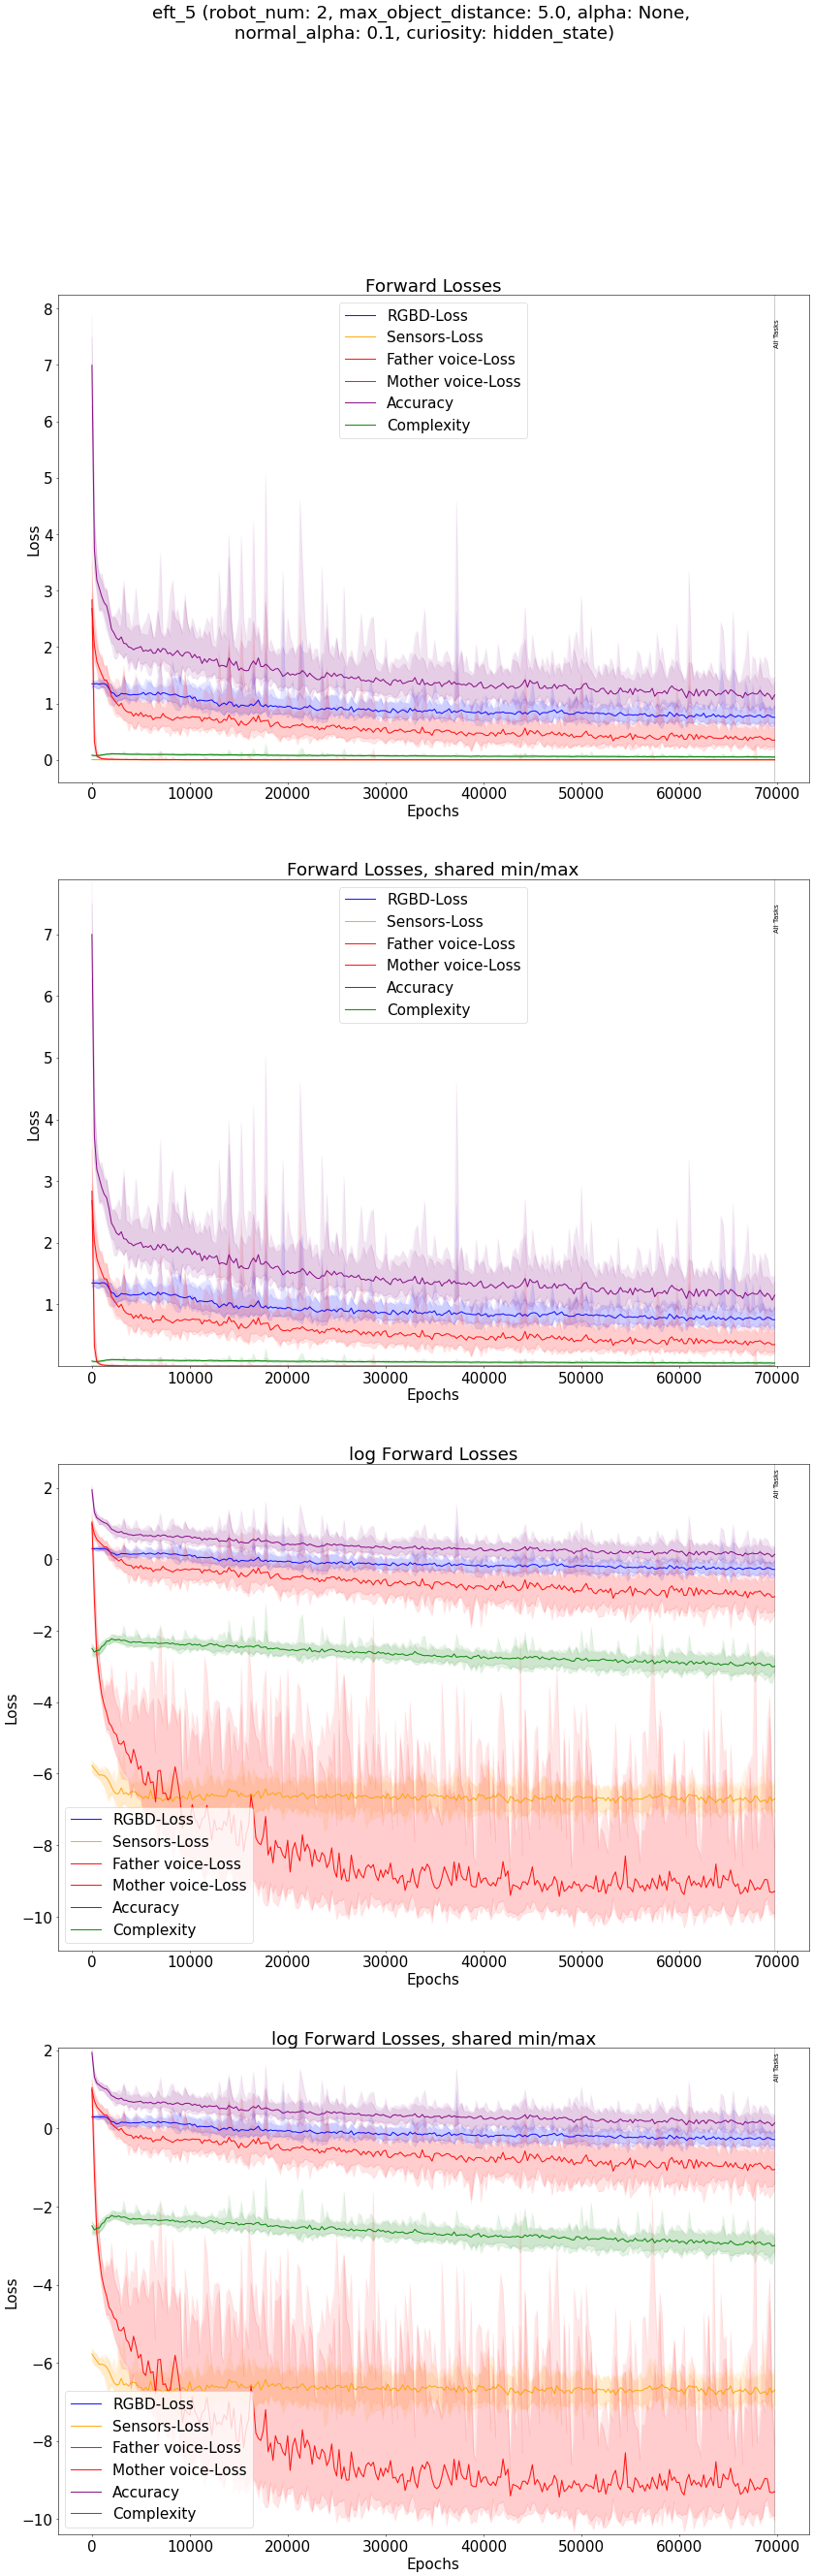 eft_5 (robot_num: 2, max_object_distance: 5.0, alpha: None,
normal_alpha: 0.1, curiosity: hidden_state)
Forward Losses
8
7
6
5
4
3
2
1
0
Loss
RGBD-Loss
Sensors-Loss
Father voice-Loss
Mother voice-Loss
Accuracy
Complexity
All Tasks
0 10000 20000 30000 40000 50000 60000 70000
Epochs
Forward Losses, shared min/max
7
6
5
4
3
2
1
Loss
RGBD-Loss
Sensors-Loss
Father voice-Loss
Mother voice-Loss
Accuracy
Complexity
All Tasks
0 10000 20000 30000 40000 50000 60000 70000
Epochs
log Forward Losses
2
0
−2
−4
−6
−8
−10
Loss
All Tasks
RGBD-Loss
Sensors-Loss
Father voice-Loss
Mother voice-Loss
Accuracy
Complexity
0 10000 20000 30000 40000 50000 60000 70000
Epochs
log Forward Losses, shared min/max
2
0
−2
−4
−6
−8
−10
Loss
All Tasks
RGBD-Loss
Sensors-Loss
Father voice-Loss
Mother voice-Loss
Accuracy
Complexity
0 10000 20000 30000 40000 50000 60000 70000
Epochs